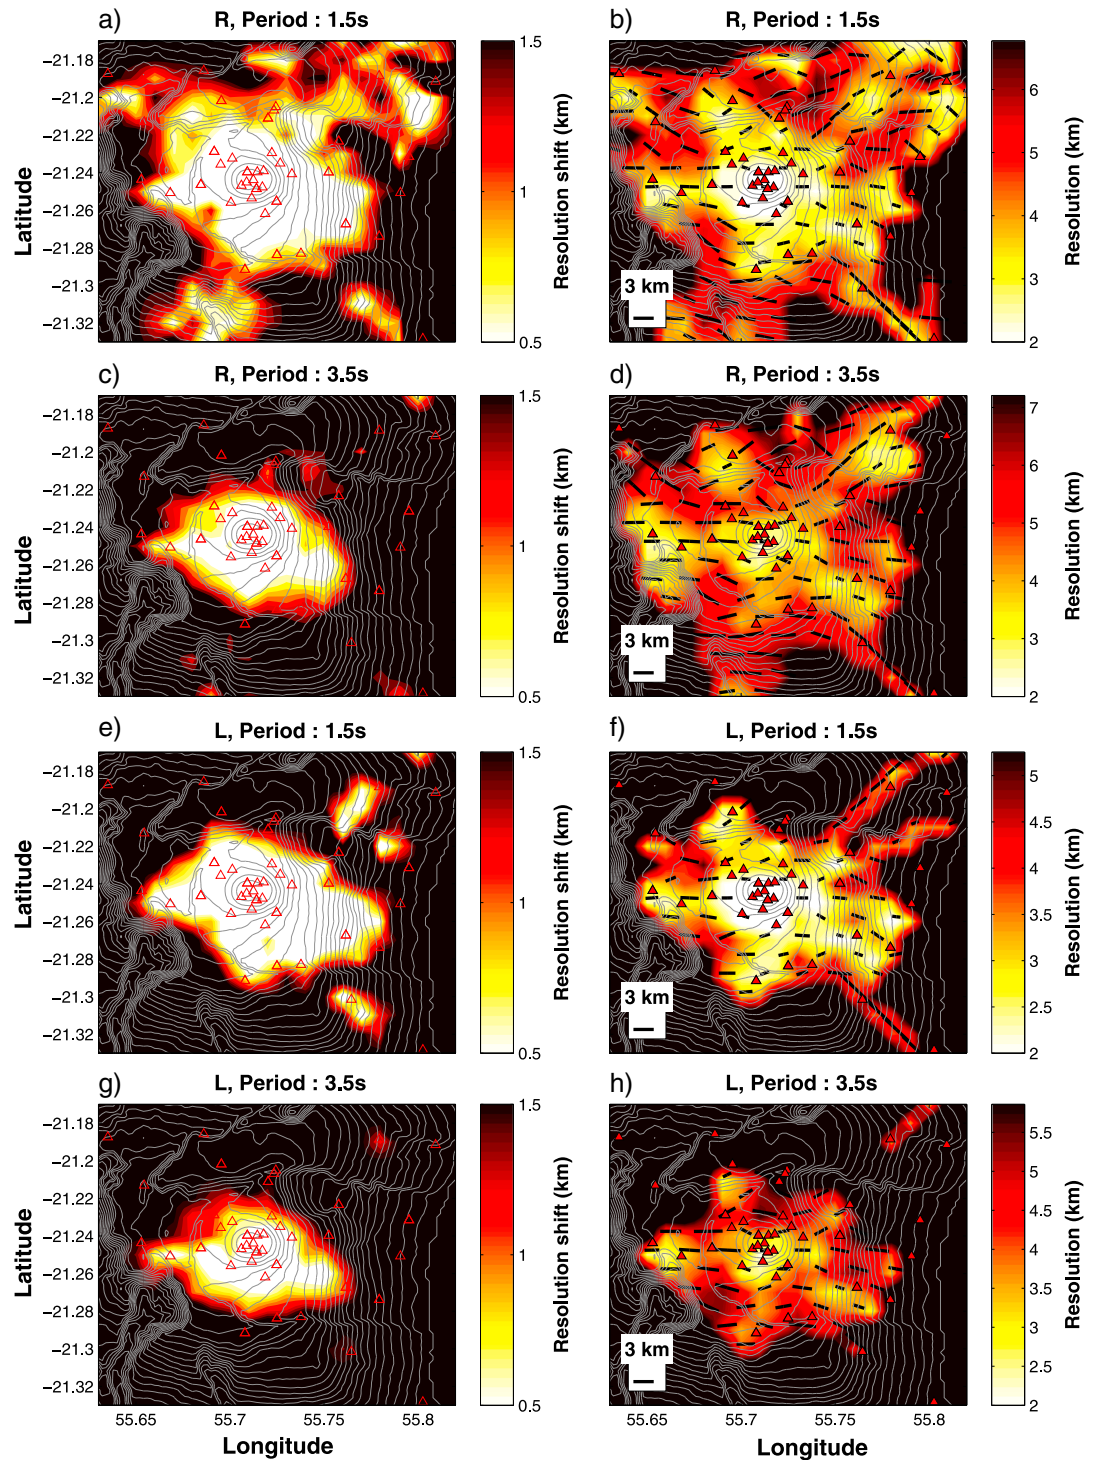 a) R, Period : 1.5s
−21.18
−21.2
−21.22
−21.24
−21.26
−21.28
−21.3
−21.32
Latitude
1.5
1
0.5
Resolution shift (km)
b) R, Period : 1.5s
3 km
6
5
4
3
2
Resolution (km)
c) R, Period : 3.5s
−21.18
−21.2
−21.22
−21.24
−21.26
−21.28
−21.3
−21.32
Latitude
1.5
1
0.5
Resolution shift (km)
d) R, Period : 3.5s
3 km
7
6
5
4
3
2
Resolution (km)
e) L, Period : 1.5s
−21.18
−21.2
−21.22
−21.24
−21.26
−21.28
−21.3
−21.32
Latitude
1.5
1
0.5
Resolution shift (km)
f) L, Period : 1.5s
3 km
5
4.5
4
3.5
3
2.5
2
Resolution (km)
g) L, Period : 3.5s
−21.18
−21.2
−21.22
−21.24
−21.26
−21.28
−21.3
−21.32
Latitude
55.65 55.7 55.75 55.8
Longitude
1.5
1
0.5
Resolution shift (km)
h) L, Period : 3.5s
3 km
55.65 55.7 55.75 55.8
Longitude
5.5
5
4.5
4
3.5
3
2.5
2
Resolution (km)